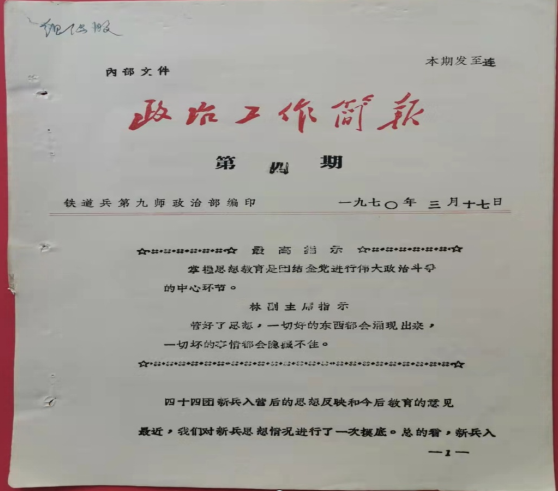 内部文件
本期发至连
政治工作简报
第四期
铁道兵第九师政治部编印 一九七〇年三月十七日
最高指示
掌握思想教育是团结全党进行伟大政治斗争
的中心环节。
林副主席指示
管好了思想，一切好的东西都会涌现出来，
一切坏的事情都会隐藏不住。
四十四团新兵入营后的思想反映和今后教育的意见
最近，我们对新兵思想情况进行了一次摸底。总的看，新兵入
—1—